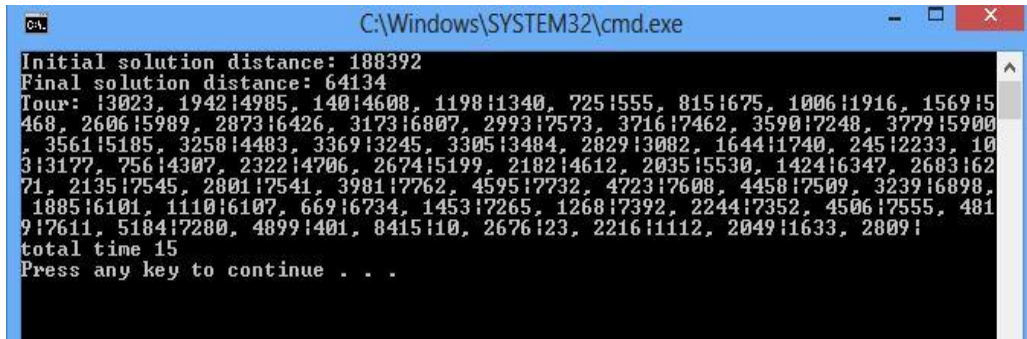 C:\Windows\SYSTEM32\cmd.exe
Initial solution distance: 188392
Final solution distance: 64134
Tour: |3023, 1942|4985, 140|4608, 1198|1340, 725|555, 815|675, 1006|1916, 1569|5
468, 2606|5989, 2873|6426, 3173|6807, 2993|7573, 3716|7462, 3590|7248, 3779|5900
, 3561|5185, 3258|4483, 3369|3245, 3305|3484, 2829|3082, 1644|1740, 245|2233, 10
3|3177, 756|4307, 2322|4706, 2674|5199, 2182|4612, 2035|5530, 1424|6347, 2683|62
71, 2135|7545, 2801|7541, 3981|7762, 4595|7732, 4723|7608, 4458|7509, 3239|6898,
1885|6101, 1110|6107, 669|6734, 1453|7265, 1268|7392, 2244|7352, 4506|7555, 481
9|7611, 5184|7280, 4899|401, 8415|10, 2676|23, 2216|1112, 2049|1633, 2809|
total time 15
Press any key to continue . . .